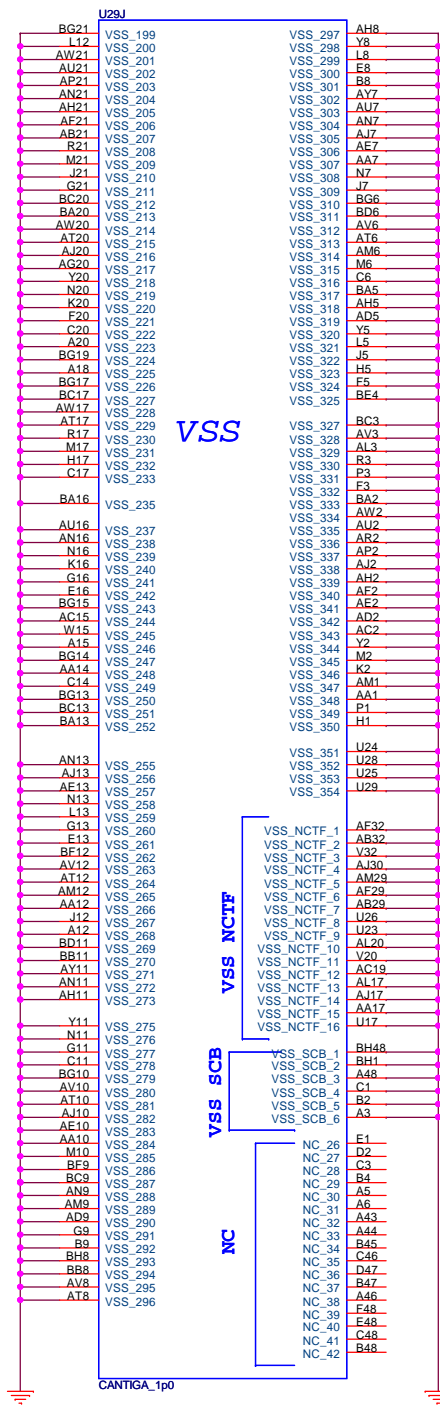 U29J
BG21 VSS_199
L12 VSS_200
AW21 VSS_201
AU21 VSS_202
AP21 VSS_203
AN21 VSS_204
AH21 VSS_205
AF21 VSS_206
AB21 VSS_207
R21 VSS_208
M21 VSS_209
J21 VSS_210
G21 VSS_211
BC20 VSS_212
BA20 VSS_213
AW20 VSS_214
AT20 VSS_215
AJ20 VSS_216
AG20 VSS_217
Y20 VSS_218
N20 VSS_219
K20 VSS_220
F20 VSS_221
C20 VSS_222
A20 VSS_223
BG19 VSS_224
A18 VSS_225
BG17 VSS_226
BC17 VSS_227
AW17 VSS_228
AT17 VSS_229
R17 VSS_230
M17 VSS_231
H17 VSS_232
C17 VSS_233
BA16 VSS_235
AU16 VSS_237
AN16 VSS_238
N16 VSS_239
K16 VSS_240
G16 VSS_241
E16 VSS_242
BG15 VSS_243
AC15 VSS_244
W15 VSS_245
A15 VSS_246
BG14 VSS_247
AA14 VSS_248
C14 VSS_249
BG13 VSS_250
BC13 VSS_251
BA13 VSS_252
AN13 VSS_255
AJ13 VSS_256
AE13 VSS_257
N13 VSS_258
L13 VSS_259
G13 VSS_260
E13 VSS_261
BF12 VSS_262
AV12 VSS_263
AT12 VSS_264
AM12 VSS_265
AA12 VSS_266
J12 VSS_267
A12 VSS_268
BD11 VSS_269
BB11 VSS_270
AY11 VSS_271
AN11 VSS_272
AH11 VSS_273
Y11 VSS_275
N11 VSS_276
G11 VSS_277
C11 VSS_278
BG10 VSS_279
AV10 VSS_280
AT10 VSS_281
AJ10 VSS_282
AE10 VSS_283
AA10 VSS_284
M10 VSS_285
BF9 VSS_286
BC9 VSS_287
AN9 VSS_288
AM9 VSS_289
AD9 VSS_290
G9 VSS_291
B9 VSS_292
BH8 VSS_293
BB8 VSS_294
AV8 VSS_295
AT8 VSS_296
VSS
VSS NCTF
VSS SCB
NC
VSS_297 AH8
VSS_298 Y8
VSS_299 L8
VSS_300 E8
VSS_301 B8
VSS_302 AY7
VSS_303 AU7
VSS_304 AN7
VSS_305 AJ7
VSS_306 AE7
VSS_307 AA7
VSS_308 N7
VSS_309 J7
VSS_310 BG6
VSS_311 BD6
VSS_312 AV6
VSS_313 AT6
VSS_314 AM6
VSS_315 M6
VSS_316 C6
VSS_317 BA5
VSS_318 AH5
VSS_319 AD5
VSS_320 Y5
VSS_321 L5
VSS_322 J5
VSS_323 H5
VSS_324 F5
VSS_325 BE4
VSS_327 BC3
VSS_328 AV3
VSS_329 AL3
VSS_330 R3
VSS_331 P3
VSS_332 F3
VSS_333 BA2
VSS_334 AW2
VSS_335 AU2
VSS_336 AR2
VSS_337 AP2
VSS_338 AJ2
VSS_339 AH2
VSS_340 AF2
VSS_341 AE2
VSS_342 AD2
VSS_343 AC2
VSS_344 Y2
VSS_345 M2
VSS_346 K2
VSS_347 AM1
VSS_348 AA1
VSS_349 P1
VSS_350 H1
VSS_351 U24
VSS_352 U28
VSS_353 U25
VSS_354 U29
VSS_NCTF_1 AF32
VSS_NCTF_2 AB32
VSS_NCTF_3 V32
VSS_NCTF_4 AJ30
VSS_NCTF_5 AM29
VSS_NCTF_6 AF29
VSS_NCTF_7 AB29
VSS_NCTF_8 U26
VSS_NCTF_9 U23
VSS_NCTF_10 AL20
VSS_NCTF_11 V20
VSS_NCTF_12 AC19
VSS_NCTF_13 AL17
VSS_NCTF_14 AJ17
VSS_NCTF_15 AA17
VSS_NCTF_16 U17
VSS_SCB_1 BH48
VSS_SCB_2 BH1
VSS_SCB_3 A48
VSS_SCB_4 C1
VSS_SCB_5 B2
VSS_SCB_6 A3
NC_26 E1
NC_27 D2
NC_28 C3
NC_29 B4
NC_30 A5
NC_31 A6
NC_32 A43
NC_33 A44
NC_34 B45
NC_35 C46
NC_36 D47
NC_37 B47
NC_38 A46
NC_39 F48
NC_40 E48
NC_41 C48
NC_42 B48
CANTIGA_1p0